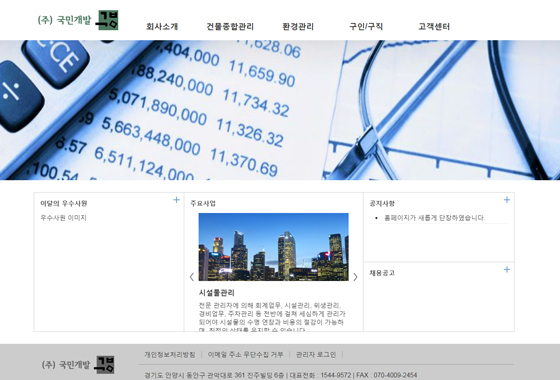 (주) 국민개발
회사소개 건물종합관리 환경관리 구인/구직 고객센터
,404,000 11,628.06
88,240,000 11,659.90
5,071,890,000 11,734.32
5,663,448,000 11,326.32
6,511,124,000 11,370.69
100.54
CE
÷
이달의 우수사원 +
우수사원 이미지
주요사업
시설물관리
전문 관리자에 의해 회계업무, 시설관리, 위생관리,
경비업무, 주차관리 등 전반에 걸쳐 세심하게 관리가
되어야 시설물의 수명 연장과 비용의 절감이 가능하
며, 최적의 상태를 유지할 수 있습니다.
공지사항 +
• 홈페이지가 새롭게 단장하였습니다.
채용공고 +
(주) 국민개발
개인정보처리방침 | 이메일 주소 무단수집 거부 | 관리자 로그인 |
경기도 안양시 동안구 관악대로 361 진주빌딩 6층 | 대표전화 : 1544-9572 | FAX : 070-4009-2454